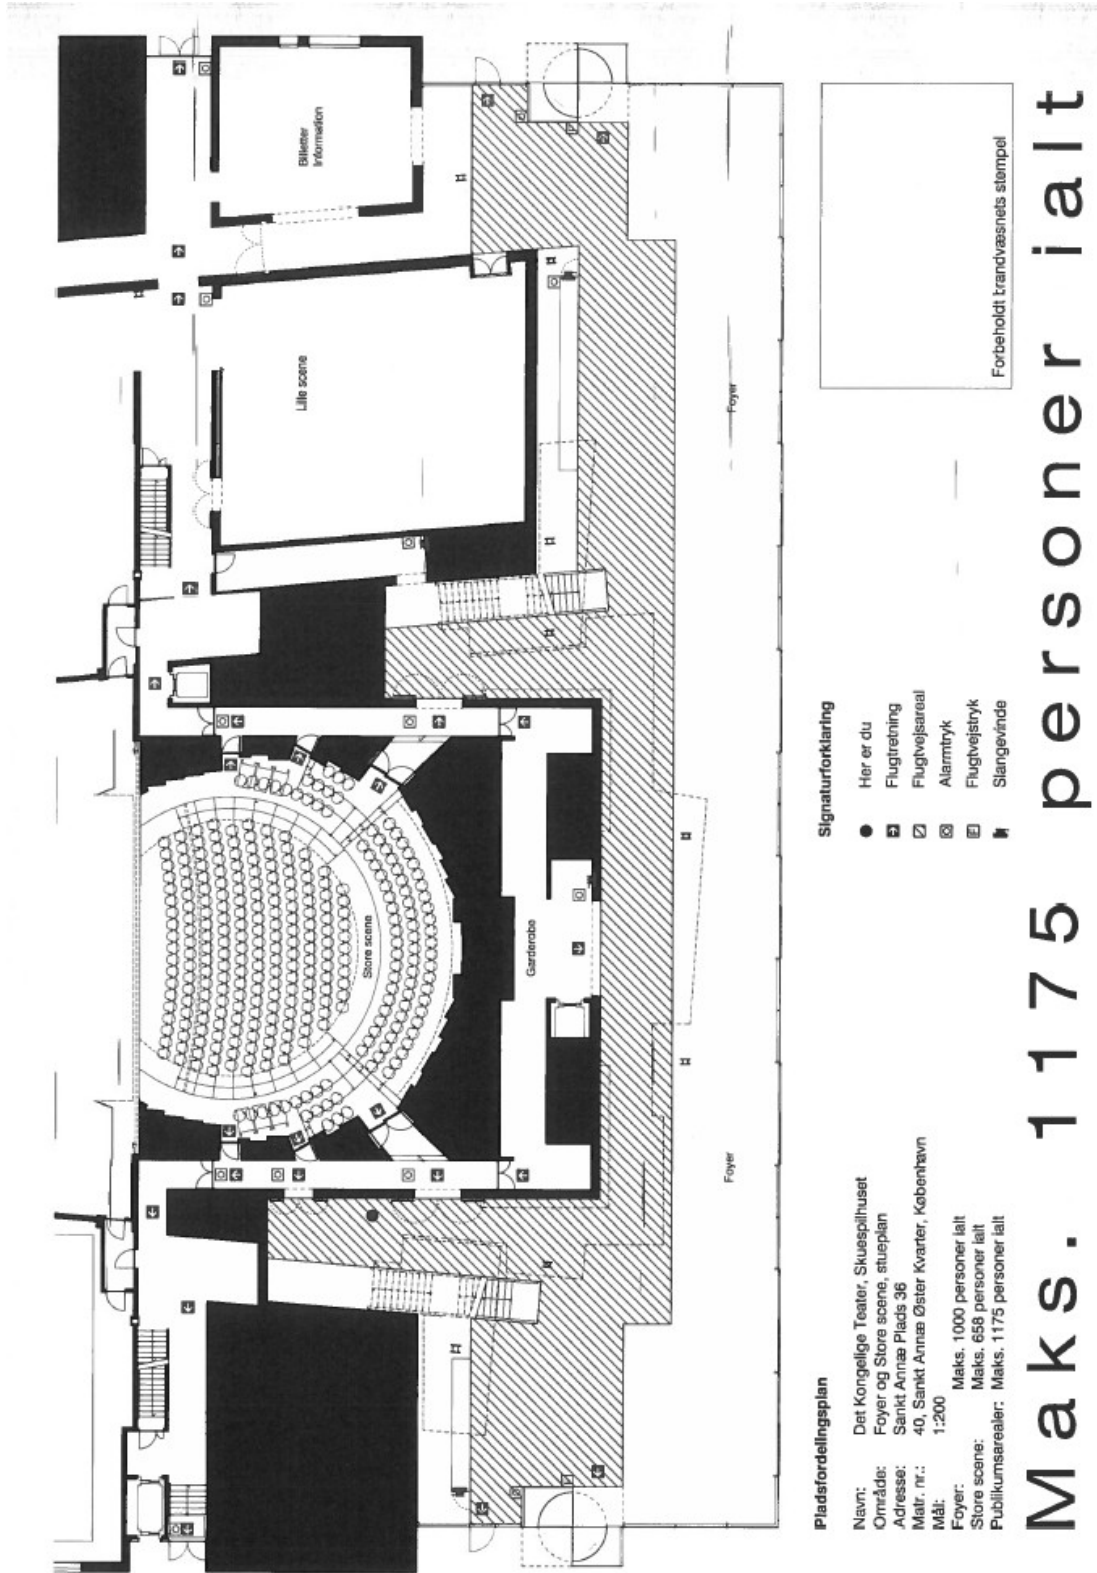 Billetter
Information
Lille scene
Foyer
Store scene
Garderobe
Foyer
Pladsfordelingsplan
Navn: Det Kongelige Teater, Skuespilhuset
Område: Foyer og Store scene, stueplan
Adresse: Sankt Annæ Plads 36
Matr. nr.: 40, Sankt Annæ Øster Kvarter, København
Mål: 1:200
Foyer: Maks. 1000 personer ialt
Store scene: Maks. 658 personer ialt
Publikumsarealer: Maks. 1175 personer ialt
Signaturforklaring
Her er du
Flugtretning
Flugtvejsareal
Alarmtryk
Flugtvejstryk
Slangevinde
Forbeholdt brandvæsnets stempel
Maks. 1175 personer ialt